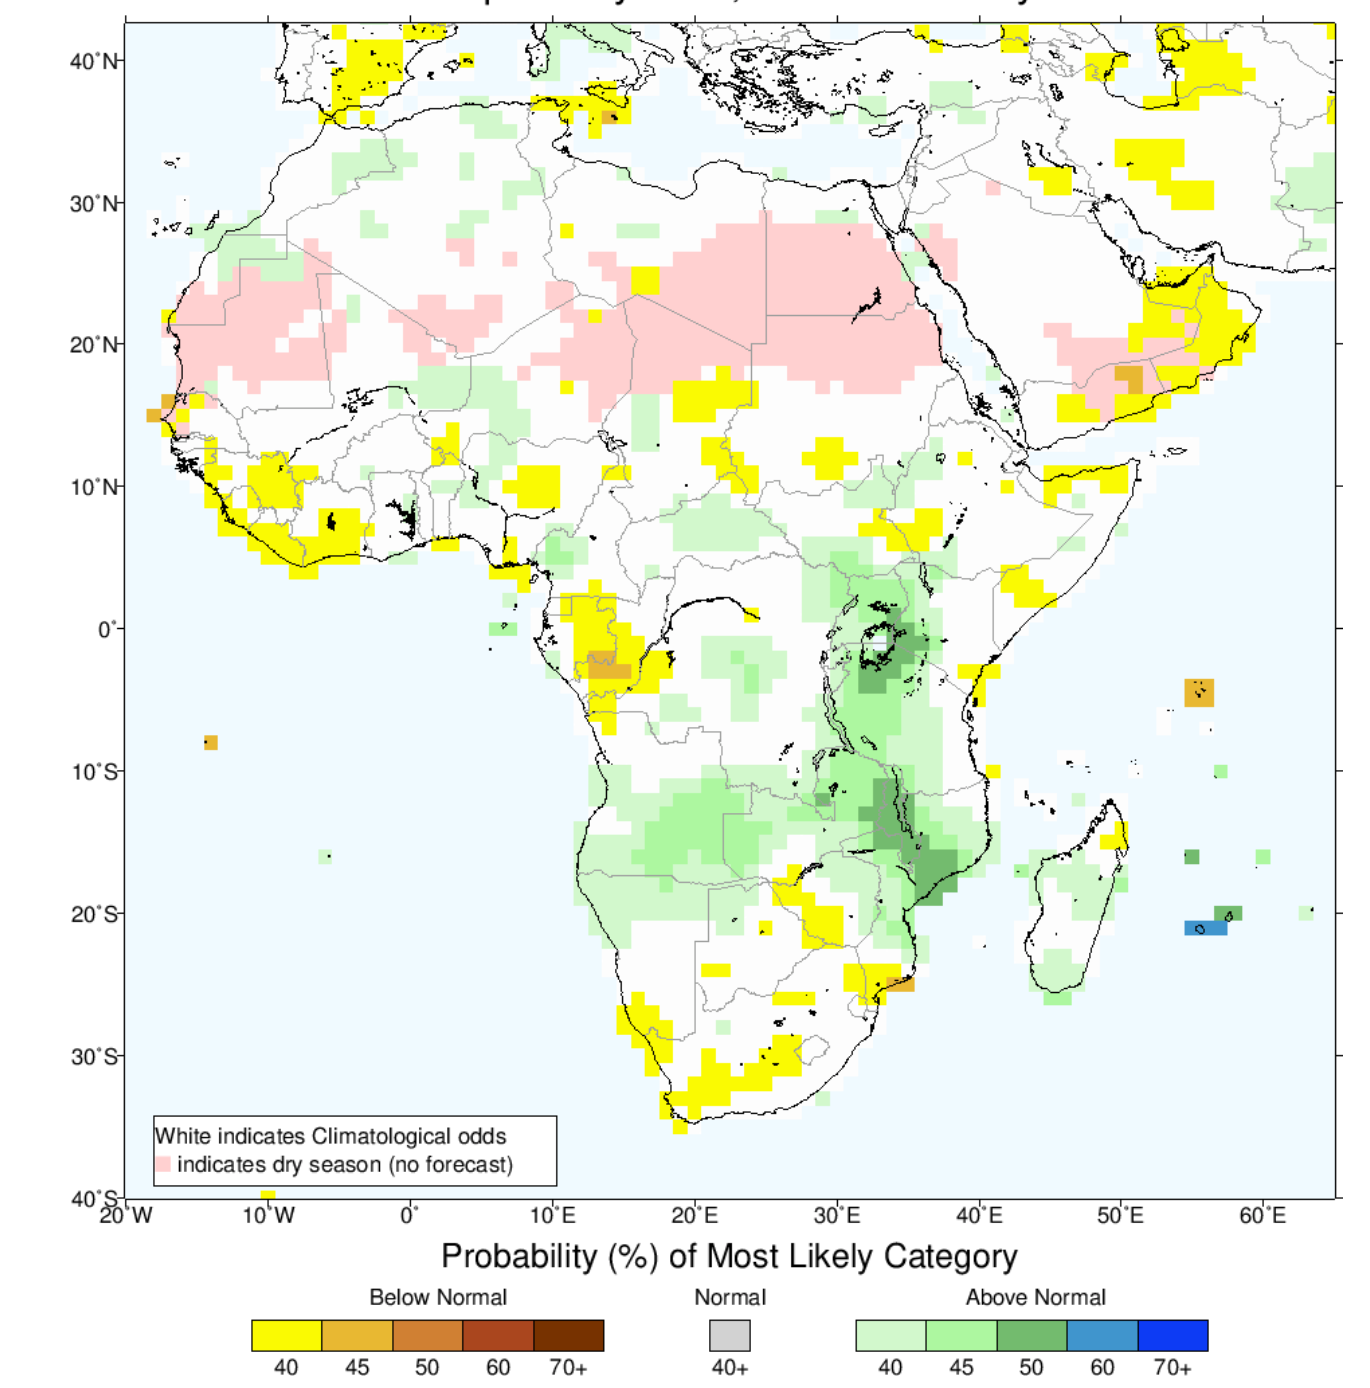 40°N
30°N
20°N
10°N
0°
10°S
20°S
30°S
40°S
20°W 10°W 0° 10°E 20°E 30°E 40°E 50°E 60°E
White indicates Climatological odds
indicates dry season (no forecast)
Probability (%) of Most Likely Category
Below Normal Normal Above Normal
40 45 50 60 70+ 40+ 40 45 50 60 70+